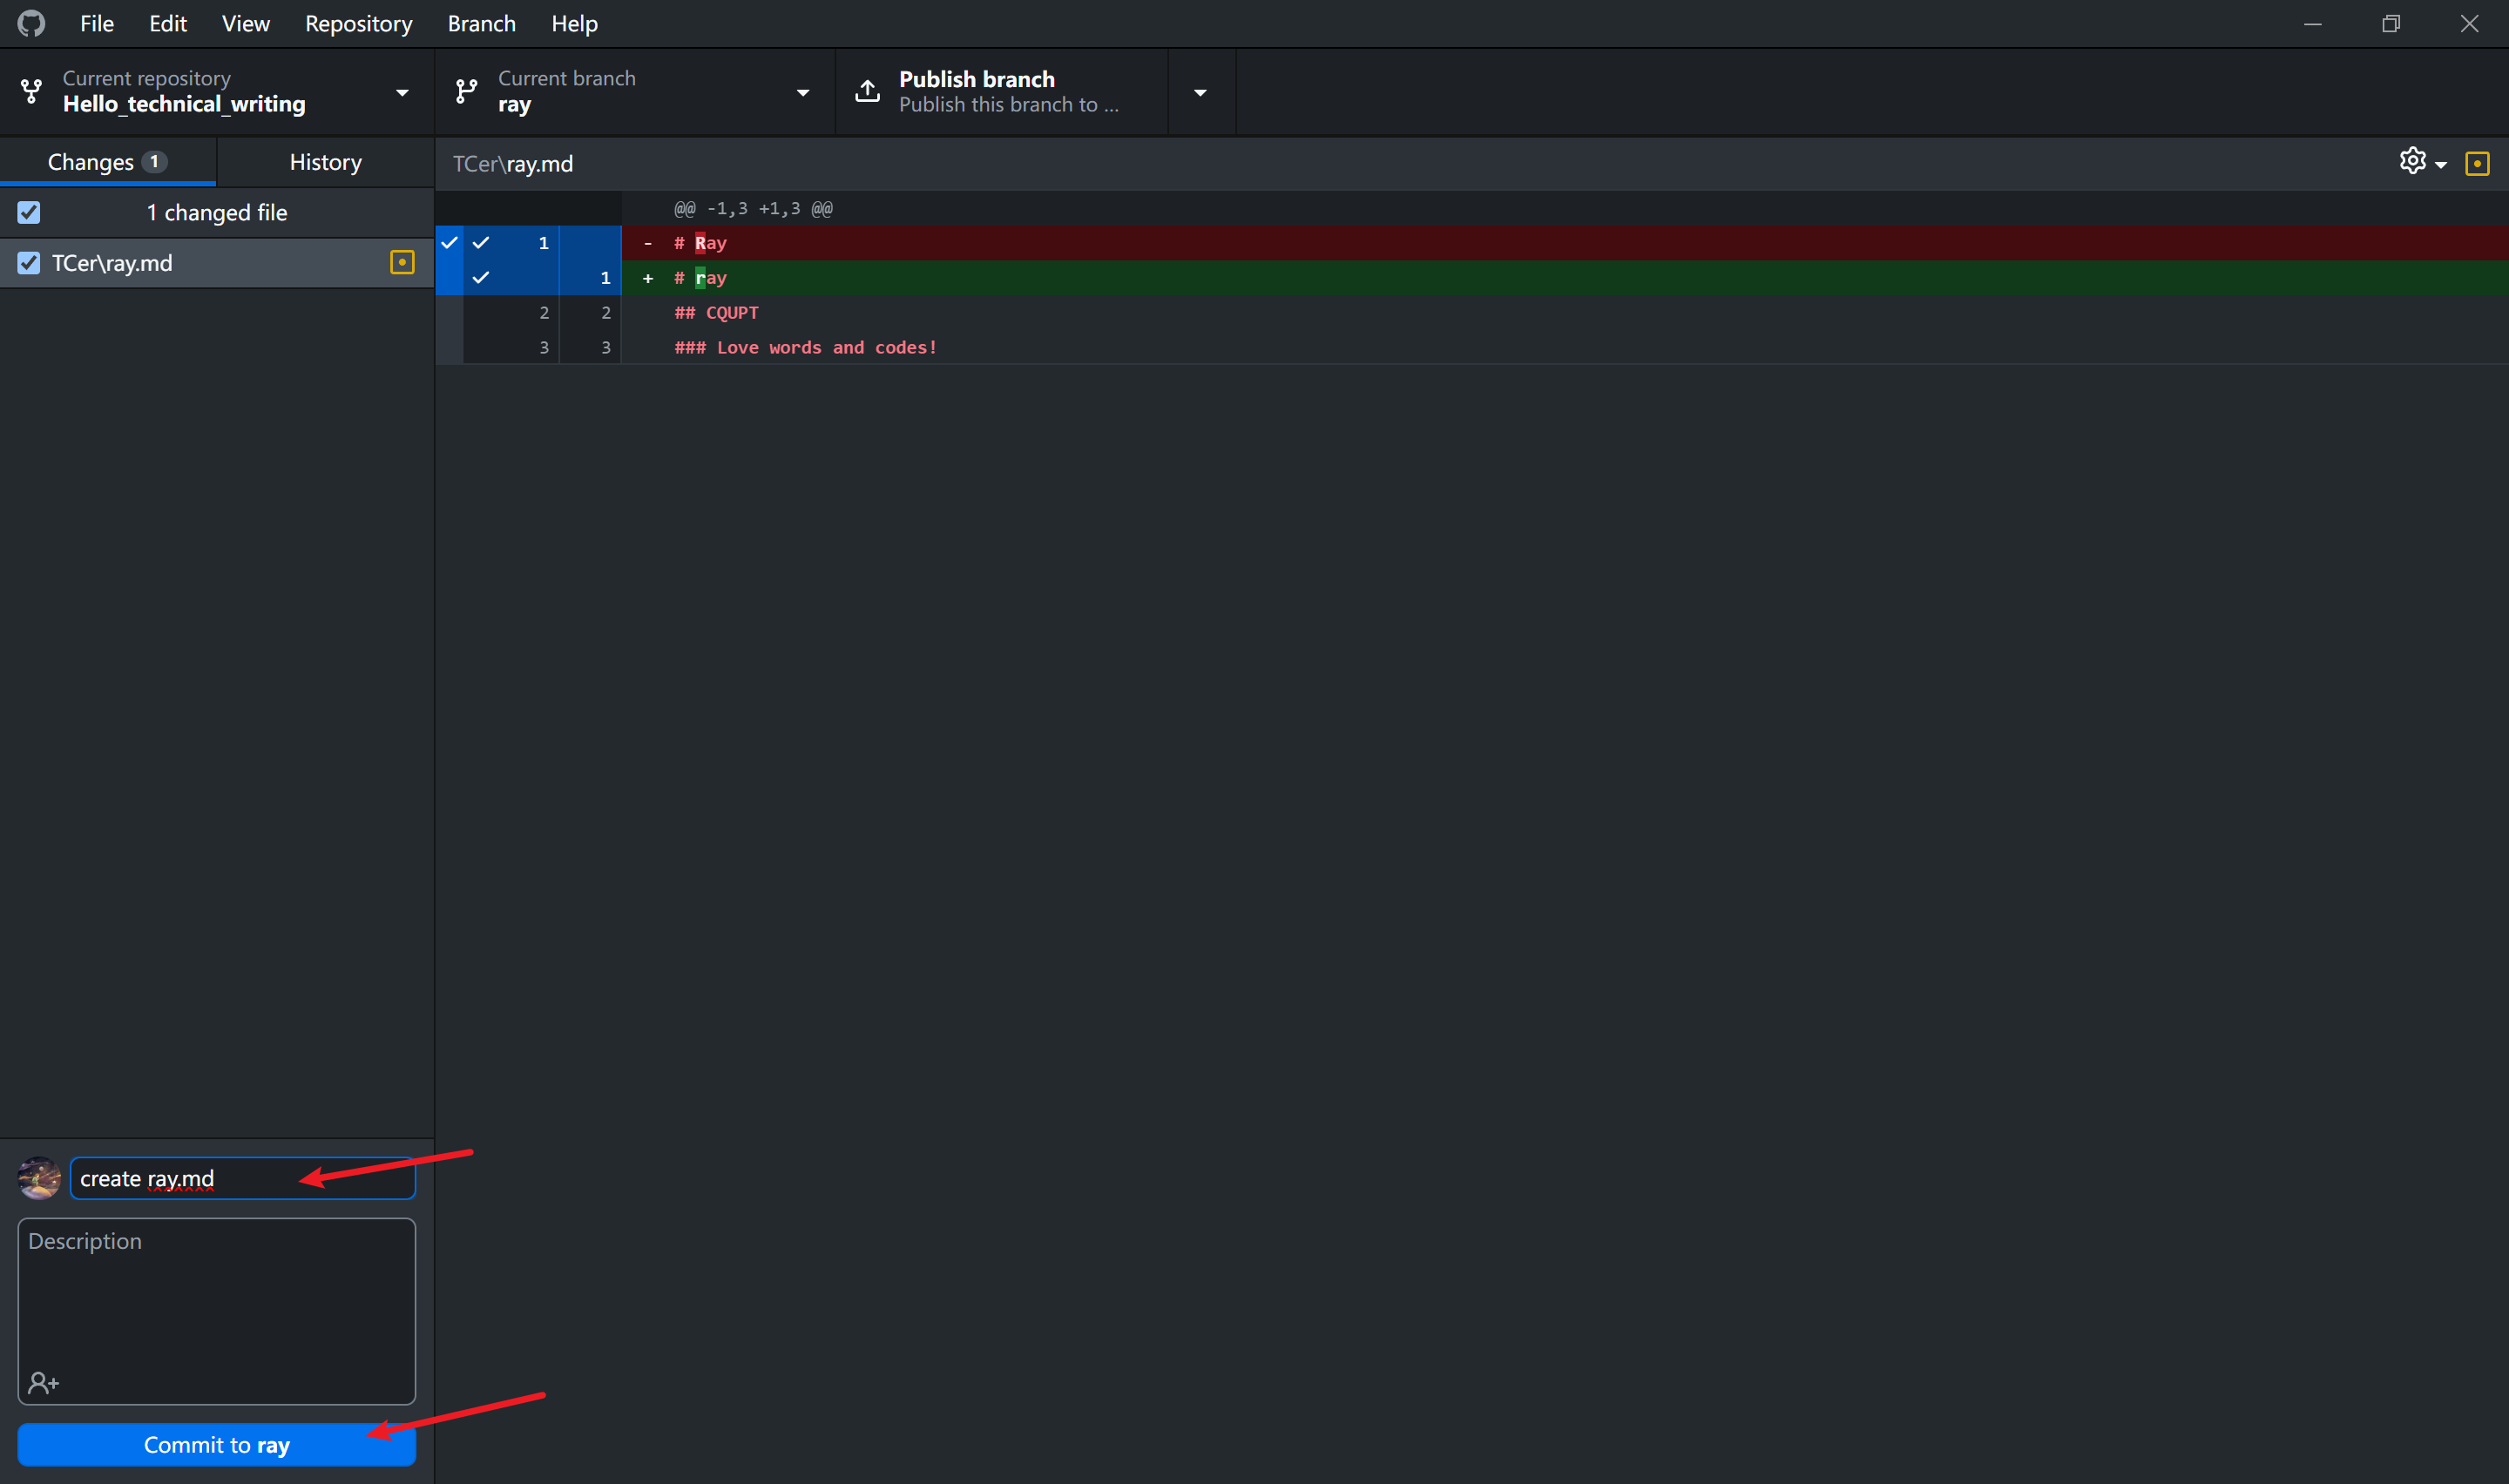 File Edit View Repository Branch Help
Current repository
Hello_technical_writing
Current branch
ray
Publish branch
Publish this branch to ...
Changes 1
History
TCer\ray.md
1 changed file
TCer\ray.md
@@ -1,3 +1,3 @@
1 - # Ray
1 + # ray
2 2 ## CQUPT
3 3 ### Love words and codes!
create ray.md
Description
Commit to ray